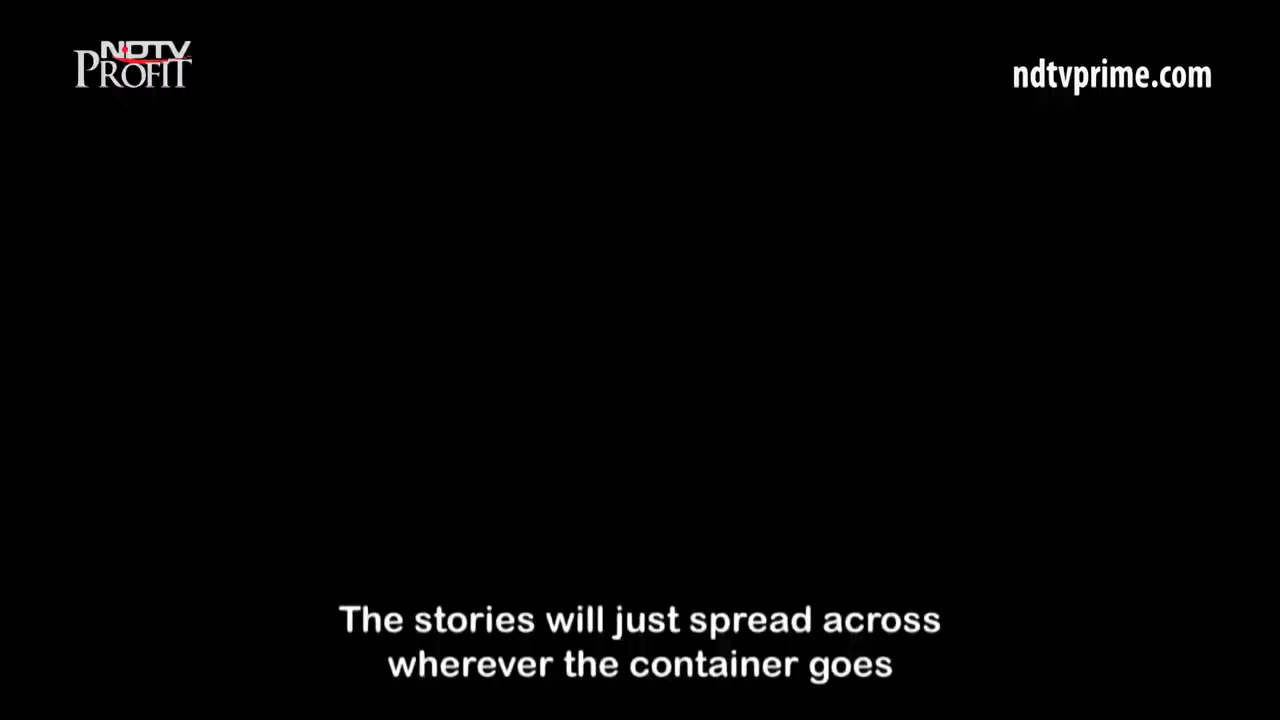 NDTV
PROFIT
ndtvprime.com
The stories will just spread across
wherever the container goes